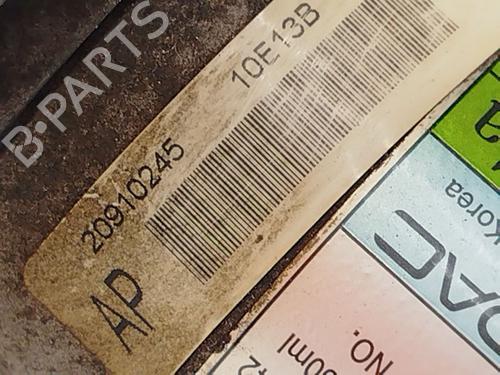 B-PARTS
10E13B
20910245
AP
Korea
DAC
NO.
0ml